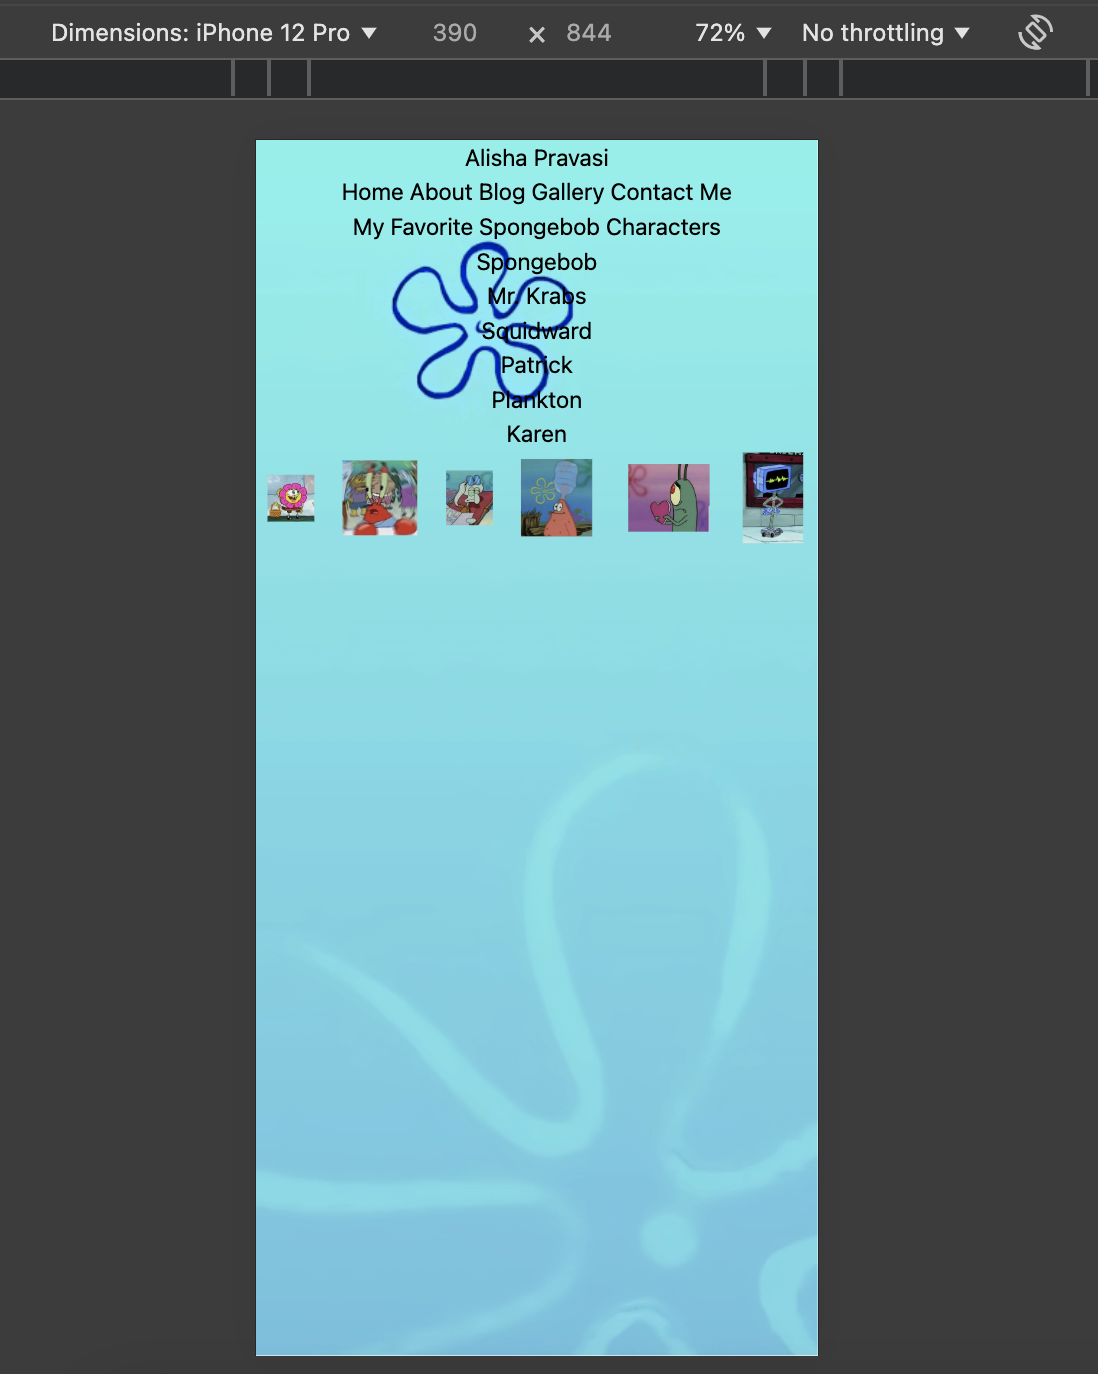 Dimensions: iPhone 12 Pro ▼ 390 × 844 72% ▼ No throttling ▼
Alisha Pravasi
Home About Blog Gallery Contact Me
My Favorite Spongebob Characters
Spongebob
Mr. Krabs
Squidward
Patrick
Plankton
Karen